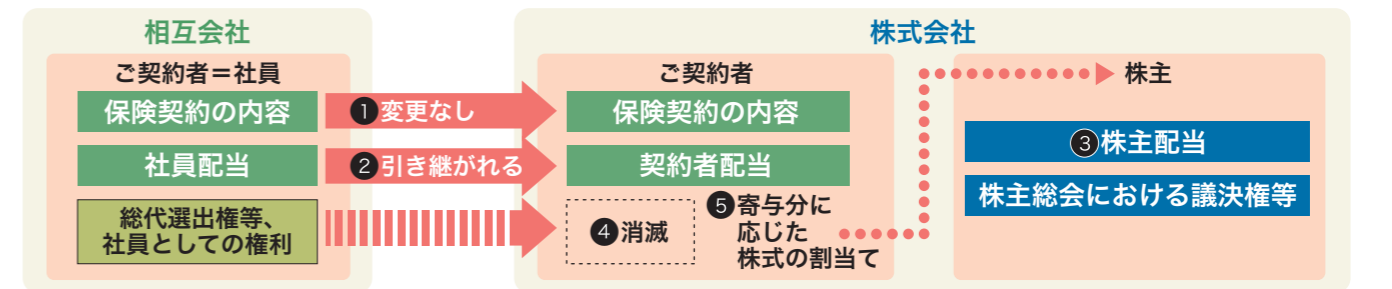 相互会社
ご契約者=社員
保険契約の内容
社員配当
総代選出権等、
社員としての権利
❶変更なし
❷引き継がれる
株式会社
ご契約者
保険契約の内容
契約者配当
❹消滅
❺寄与分に
応じた
株式の割当て
株主
❸株主配当
株主総会における議決権等